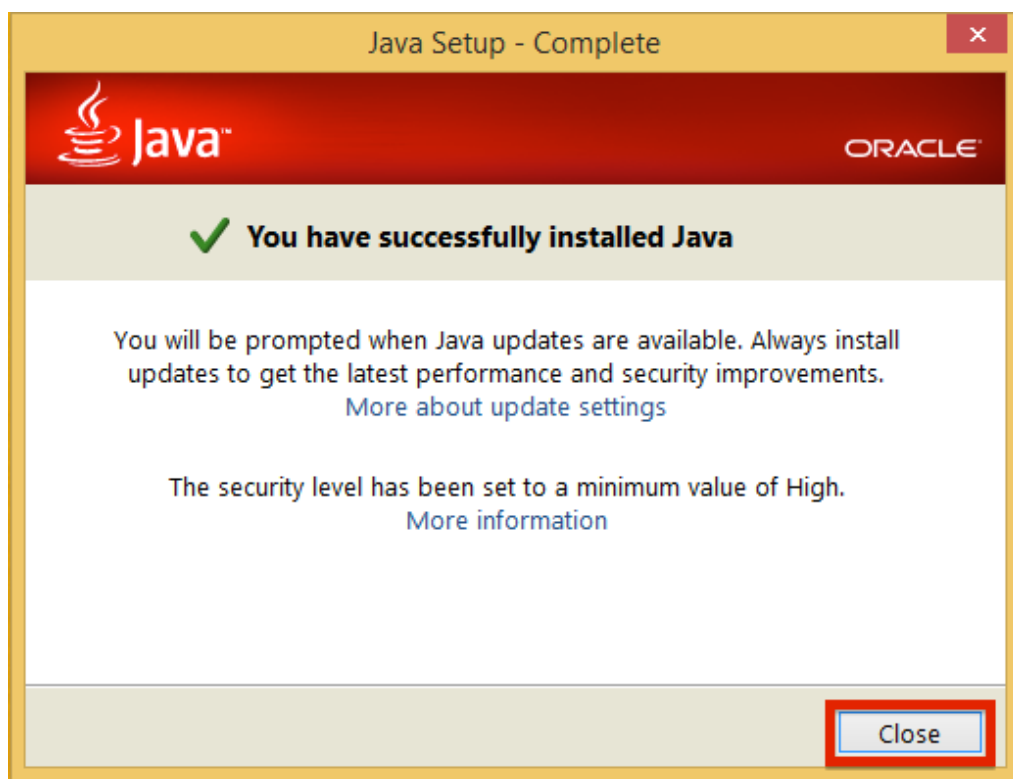 Java Setup - Complete
×
Java™
ORACLE®
You have successfully installed Java
You will be prompted when Java updates are available. Always install
updates to get the latest performance and security improvements.
More about update settings
The security level has been set to a minimum value of High.
More information
Close